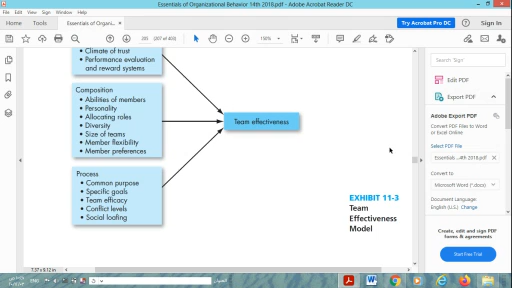 Essentials of Organizational Behavior 14th 2018.pdf - Adobe Acrobat Reader DC
File Edit Sign Window Help
Home Tools Essentials of Organi... ×
Try Acrobat Pro DC Sign In
201 (207 of 403)
150%
• Climate of trust
• Performance evaluation
and reward systems
Composition
• Abilities of members
• Personality
• Allocating roles
• Diversity
• Size of teams
• Member flexibility
• Member preferences
Team effectiveness
Process
• Common purpose
• Specific goals
• Team efficacy
• Conflict levels
• Social loafing
EXHIBIT 11-3
Team
Effectiveness
Model
7.37 x 9.12 in
Search 'Sign'
Edit PDF
Export PDF
Adobe Export PDF
Convert PDF Files to Word
or Excel Online
Select PDF File
Essentials ...4th 2018.pdf ×
Convert to
Microsoft Word (*.docx)
Document Language:
English (U.S.) Change
Create, edit and sign PDF
forms & agreements
Start Free Trial